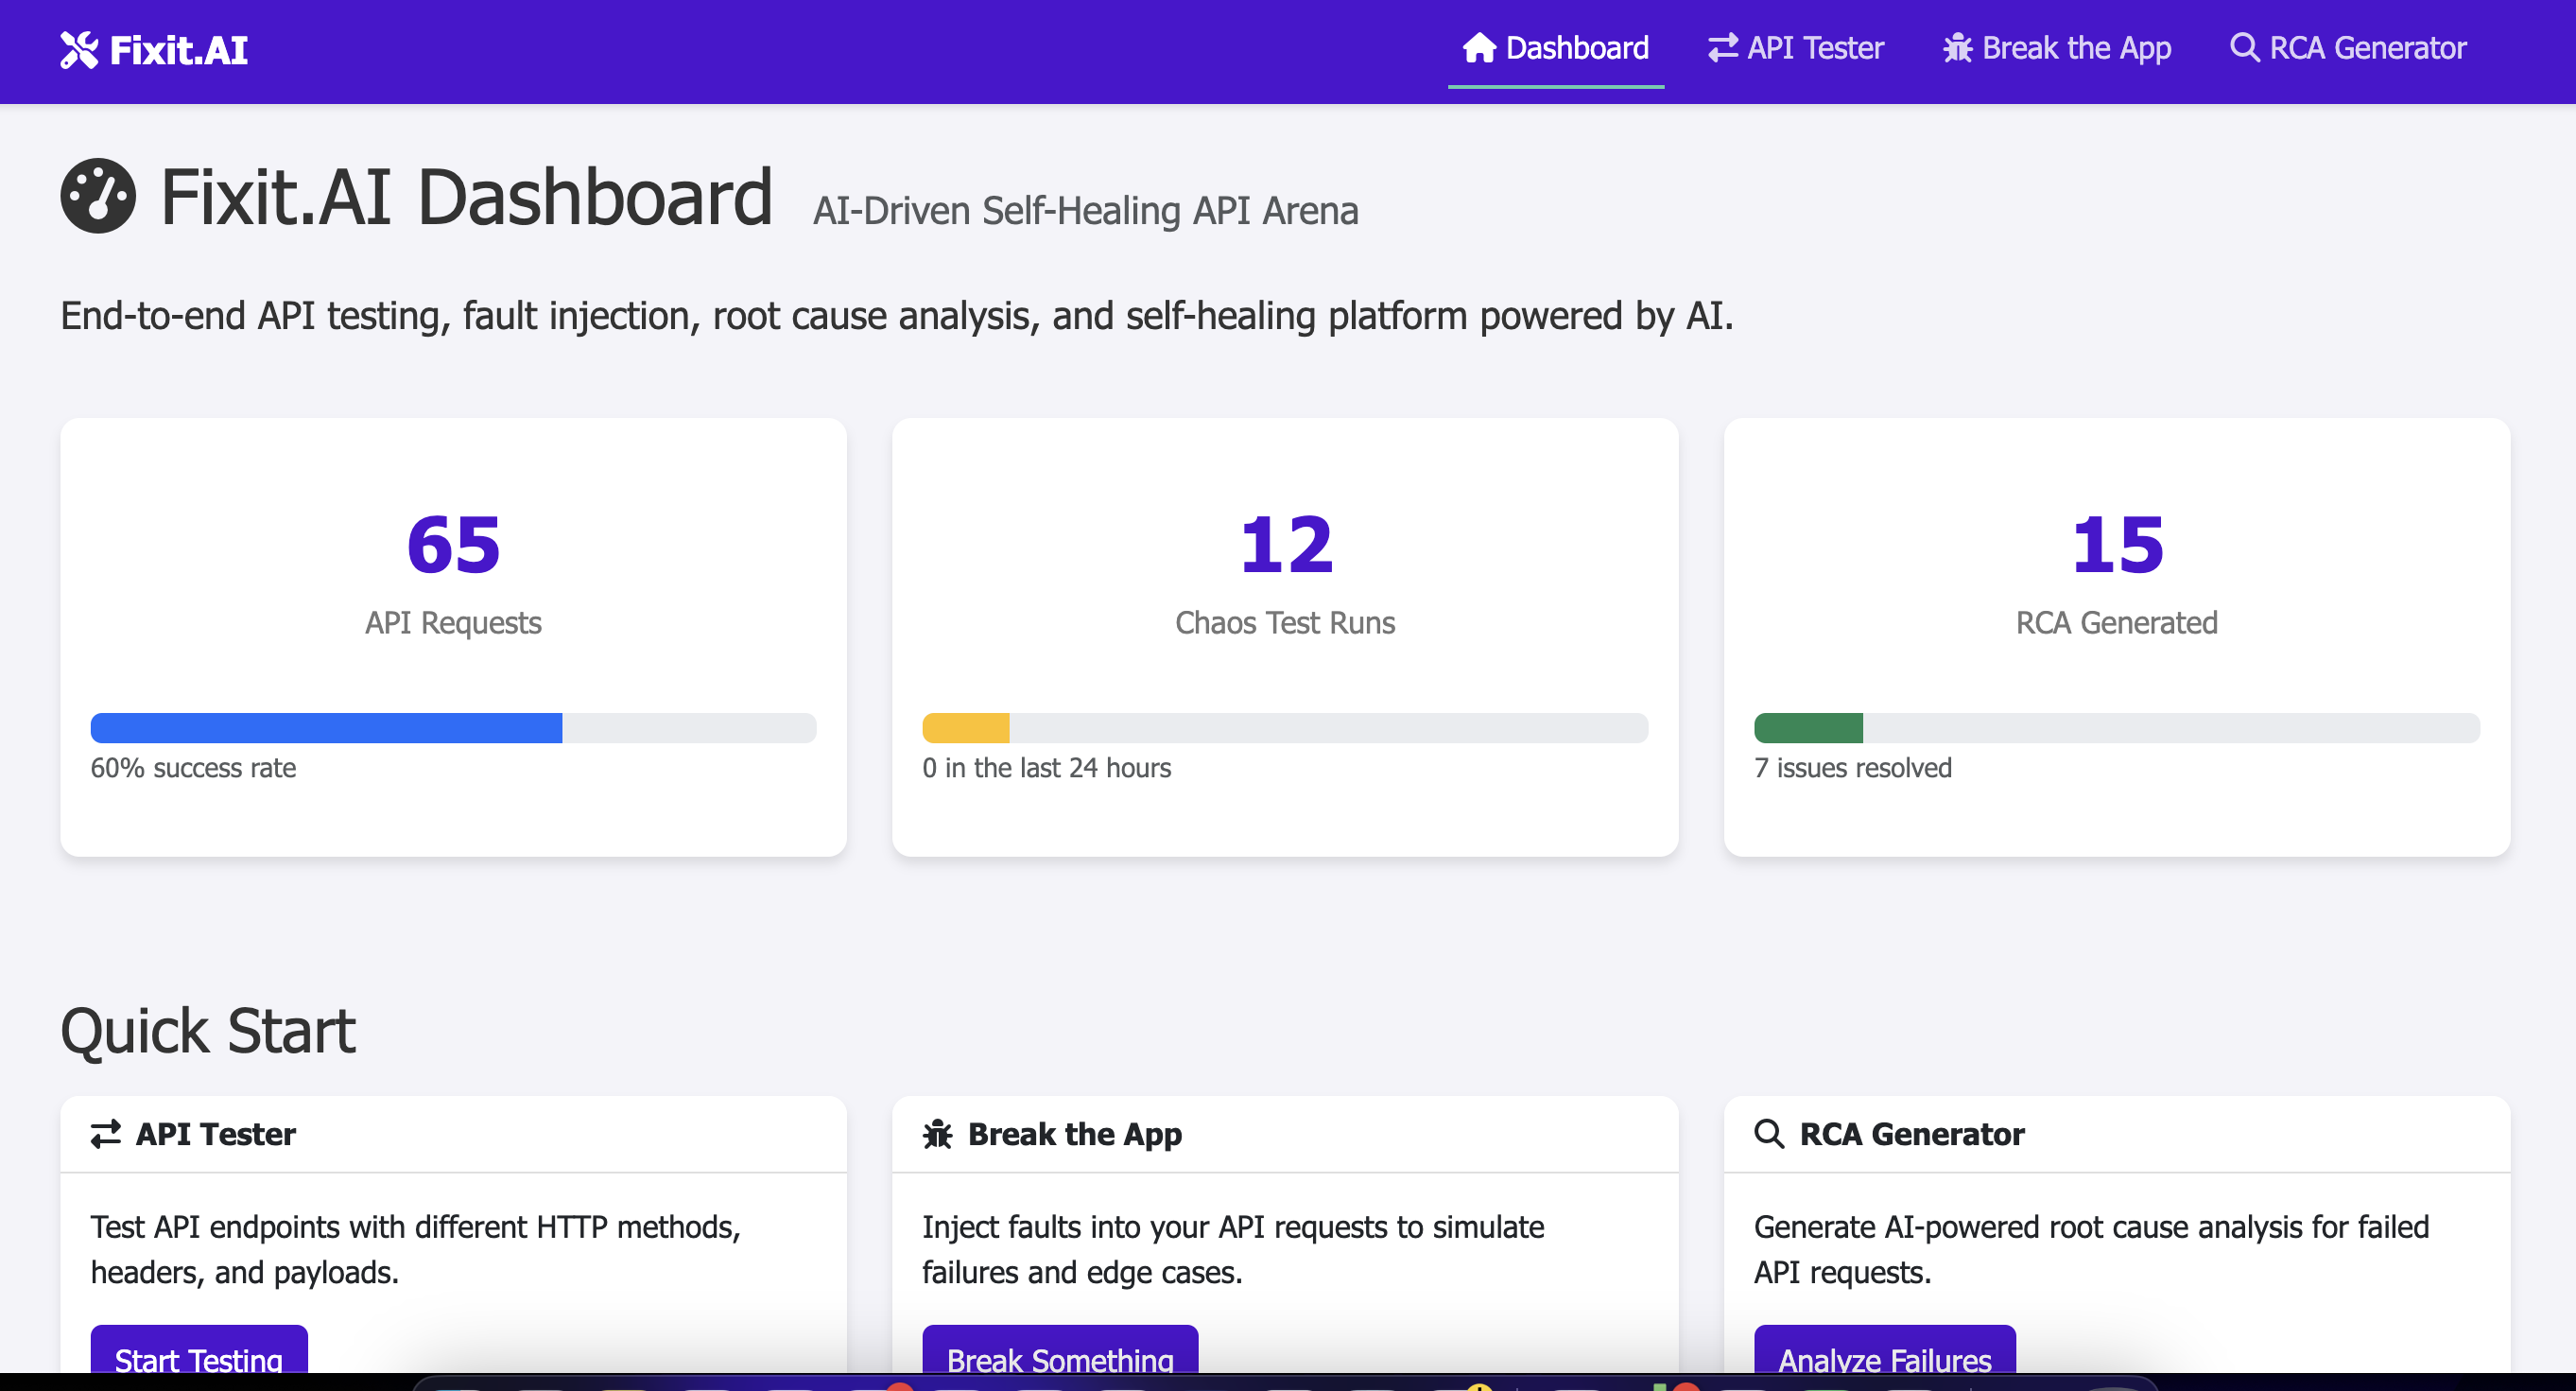 Fixit.AI
Dashboard
API Tester
Break the App
RCA Generator
Fixit.AI Dashboard AI-Driven Self-Healing API Arena
End-to-end API testing, fault injection, root cause analysis, and self-healing platform powered by AI.
65
API Requests
60% success rate
12
Chaos Test Runs
0 in the last 24 hours
15
RCA Generated
7 issues resolved
Quick Start
API Tester
Test API endpoints with different HTTP methods,
headers, and payloads.
Start Testing
Break the App
Inject faults into your API requests to simulate
failures and edge cases.
Break Something
RCA Generator
Generate AI-powered root cause analysis for failed
API requests.
Analyze Failures